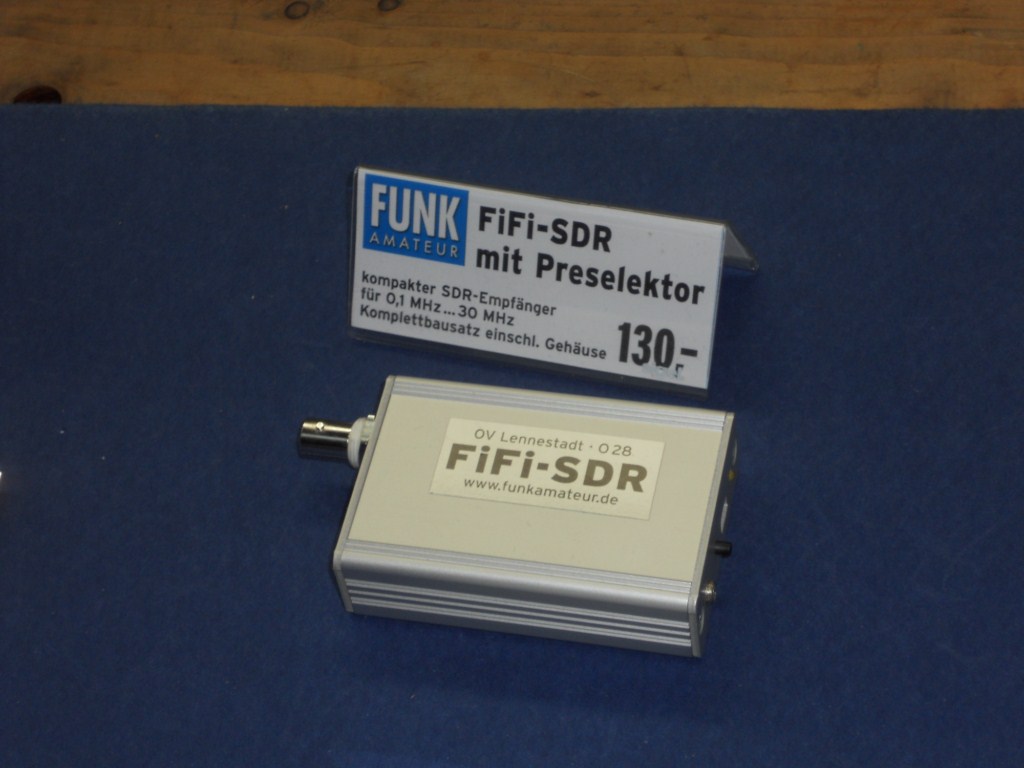 FUNK
AMATEUR
FiFi-SDR
mit Preselektor
kompakter SDR-Empfänger
für 0,1 MHz...30 MHz
Komplettbausatz einschl. Gehäuse
130,-
OV Lennestadt · O28
FiFi-SDR
www.funkamateur.de